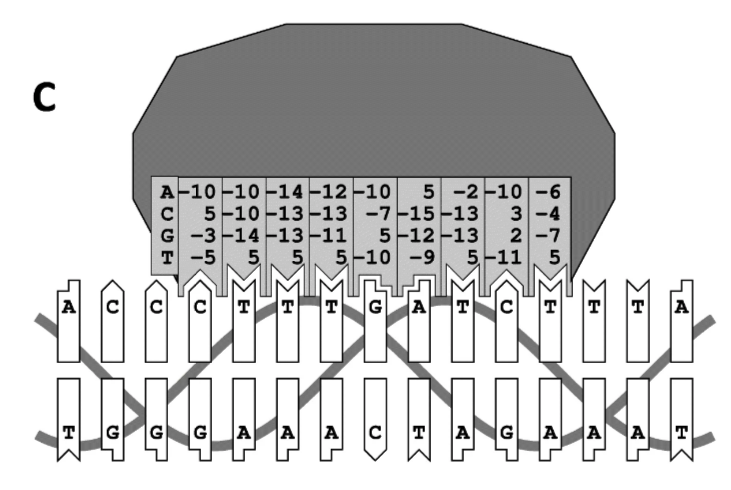 C
A -10 -10 -14 -12 -10 5 -2 -10 -6
C 5 -10 -13 -13 -7 -15 -13 3 -4
G -3 -14 -13 -11 5 -12 -13 2 -7
T -5 5 5 5 -10 -9 5 -11 5
A C C C T T T G A T C T T T A
T G G G A A A C T A G A A A T